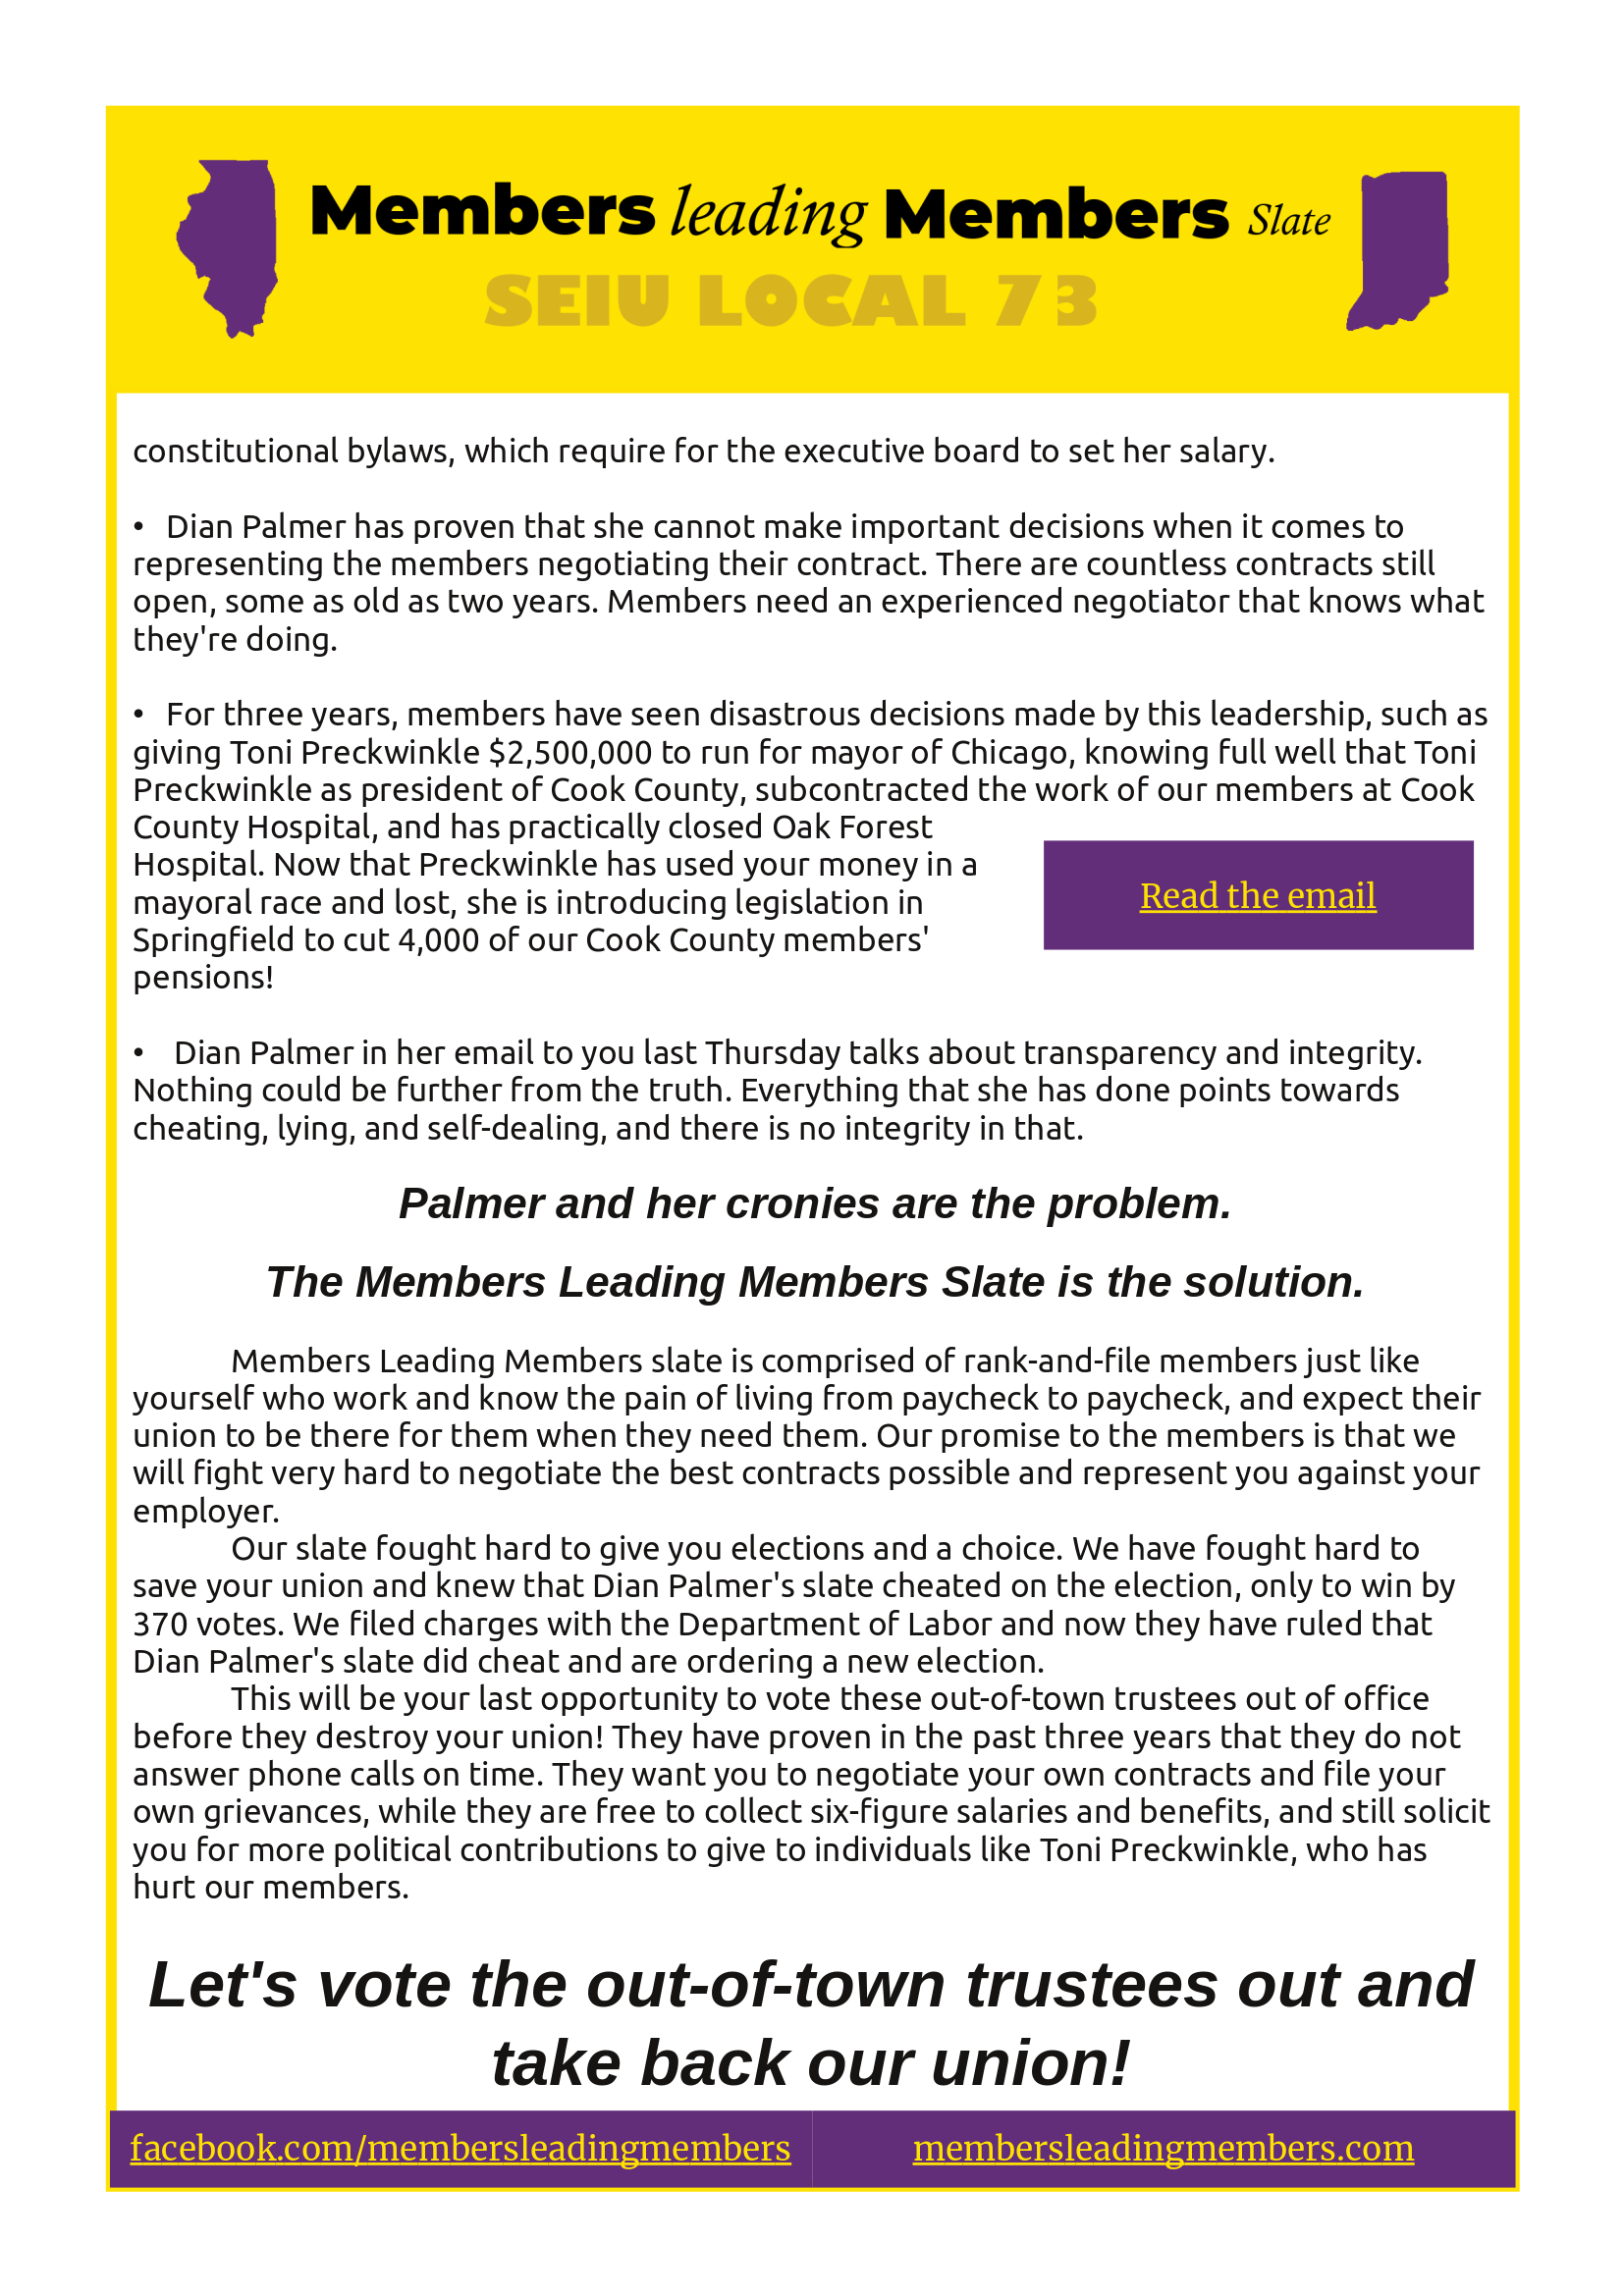 Members leading Members Slate
SEIU LOCAL 73
constitutional bylaws, which require for the executive board to set her salary.
• Dian Palmer has proven that she cannot make important decisions when it comes to
representing the members negotiating their contract. There are countless contracts still
open, some as old as two years. Members need an experienced negotiator that knows what
they're doing.
• For three years, members have seen disastrous decisions made by this leadership, such as
giving Toni Preckwinkle $2,500,000 to run for mayor of Chicago, knowing full well that Toni
Preckwinkle as president of Cook County, subcontracted the work of our members at Cook
County Hospital, and has practically closed Oak Forest
Hospital. Now that Preckwinkle has used your money in a
mayoral race and lost, she is introducing legislation in
Springfield to cut 4,000 of our Cook County members'
pensions!
Read the email
• Dian Palmer in her email to you last Thursday talks about transparency and integrity.
Nothing could be further from the truth. Everything that she has done points towards
cheating, lying, and self-dealing, and there is no integrity in that.
Palmer and her cronies are the problem.
The Members Leading Members Slate is the solution.
Members Leading Members slate is comprised of rank-and-file members just like
yourself who work and know the pain of living from paycheck to paycheck, and expect their
union to be there for them when they need them. Our promise to the members is that we
will fight very hard to negotiate the best contracts possible and represent you against your
employer.
Our slate fought hard to give you elections and a choice. We have fought hard to
save your union and knew that Dian Palmer's slate cheated on the election, only to win by
370 votes. We filed charges with the Department of Labor and now they have ruled that
Dian Palmer's slate did cheat and are ordering a new election.
This will be your last opportunity to vote these out-of-town trustees out of office
before they destroy your union! They have proven in the past three years that they do not
answer phone calls on time. They want you to negotiate your own contracts and file your
own grievances, while they are free to collect six-figure salaries and benefits, and still solicit
you for more political contributions to give to individuals like Toni Preckwinkle, who has
hurt our members.
Let's vote the out-of-town trustees out and
take back our union!
facebook.com/membersleadingmembers
membersleadingmembers.com